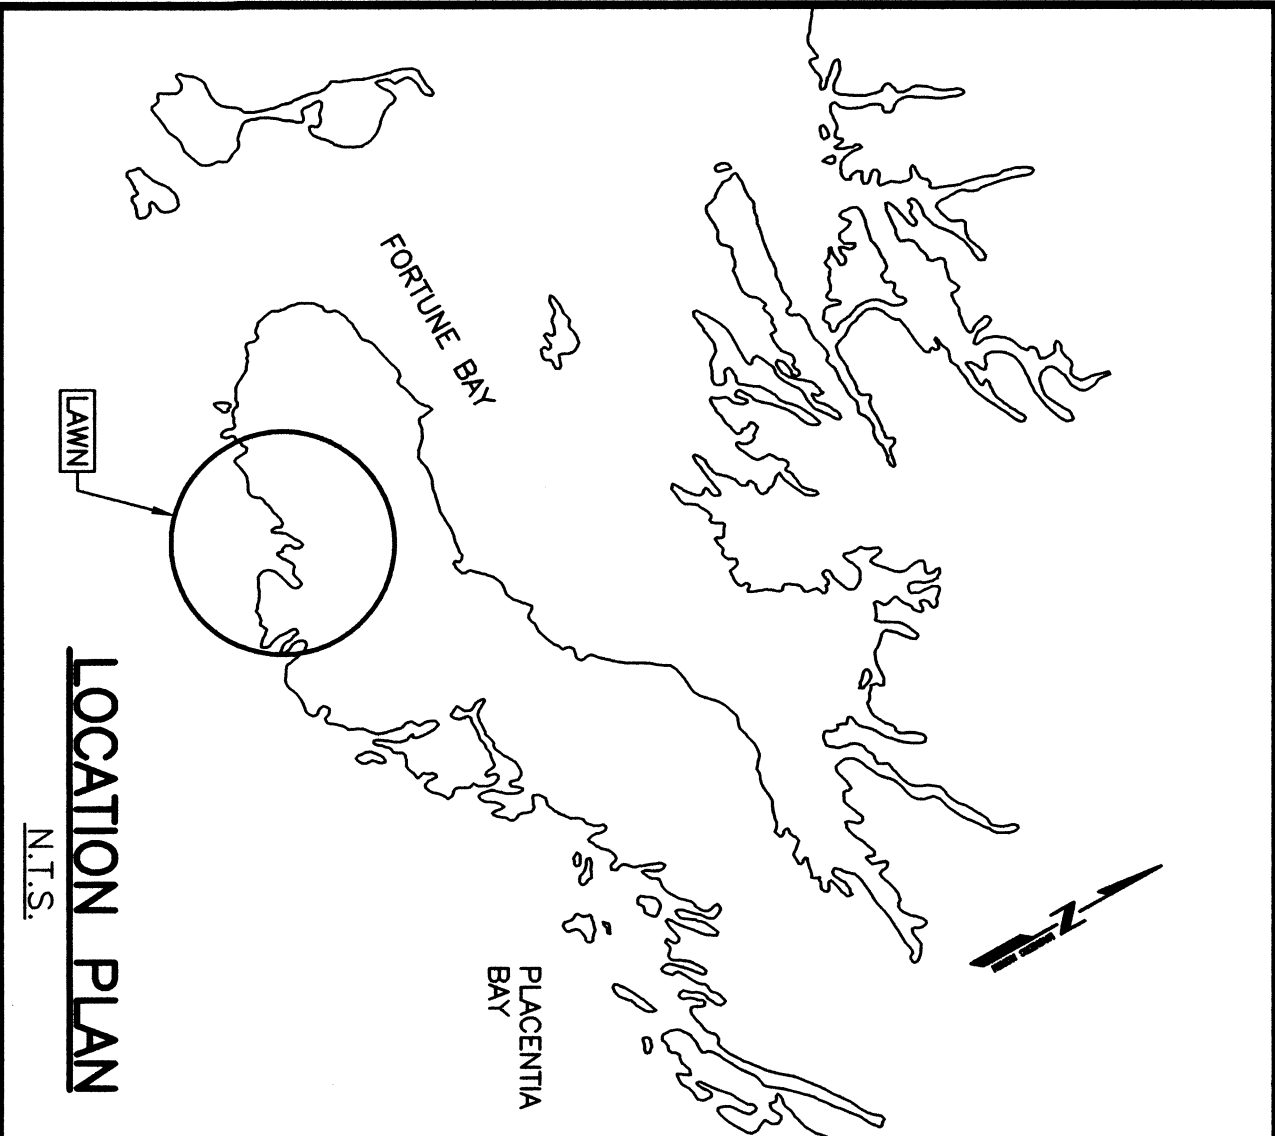 FORTUNE BAY
LAWN
PLACENTIA
BAY
N
LOCATION PLAN
N.T.S.